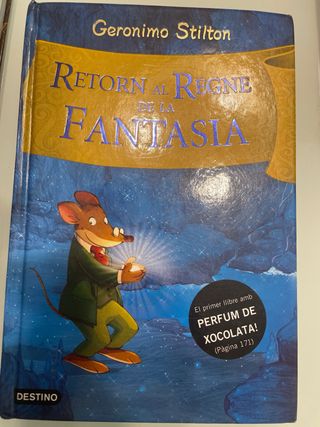 Geronimo Stilton
RETORN AL REGNE
DE LA
FANTASIA
El primer llibre amb
PERFUM DE
XOCOLATA!
(Pàgina 171)
DESTINO